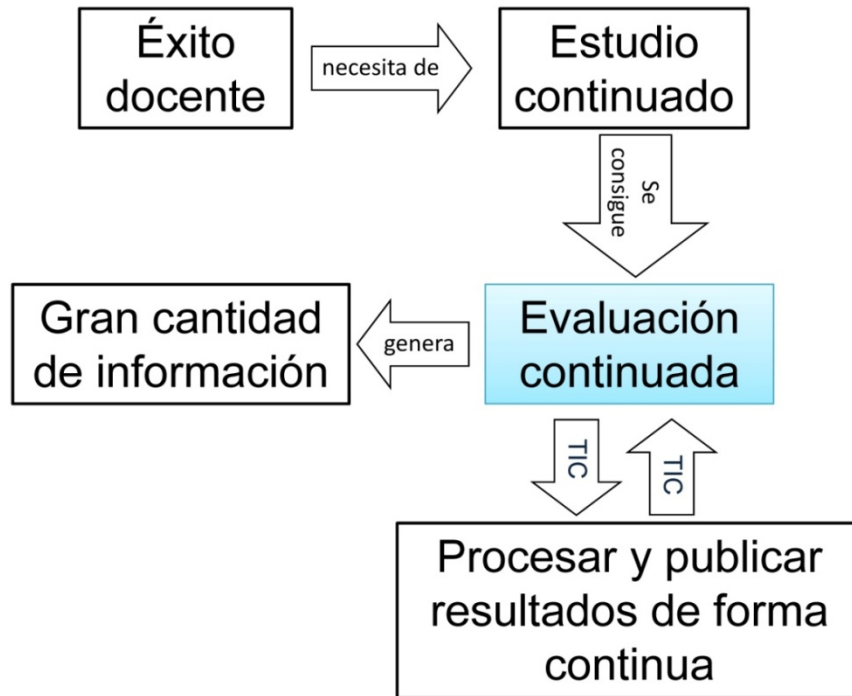 Éxito
docente
necesita de
Estudio
continuado
Se
consigue
Evaluación
continuada
genera
Gran cantidad
de información
TIC
TIC
Procesar y publicar
resultados de forma
continua